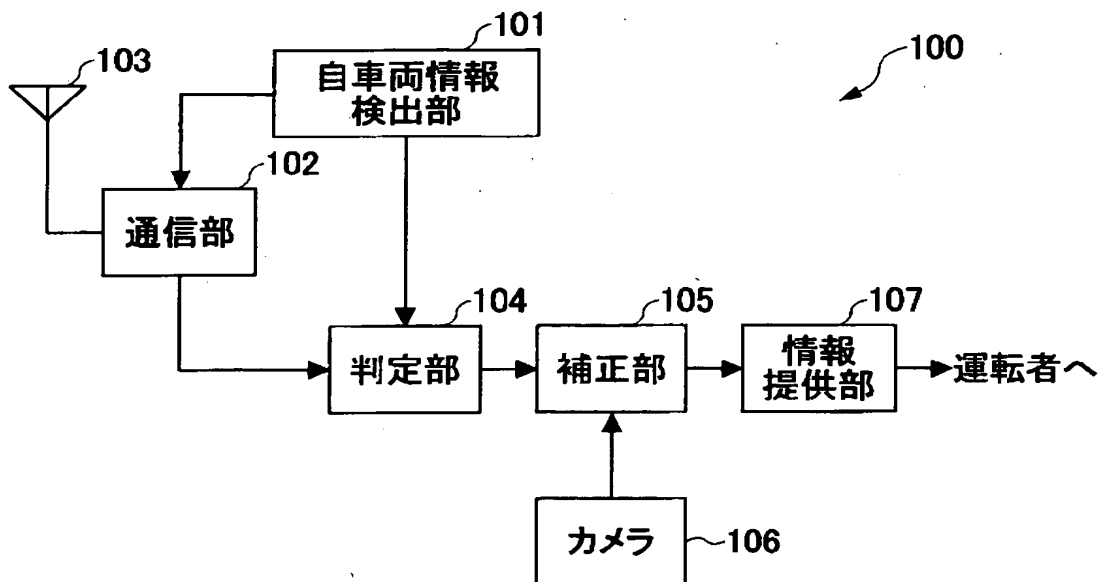 101
自車両情報
検出部
100
103
102
通信部
104
判定部
105
補正部
107
情報
提供部
運転者へ
カメラ
106